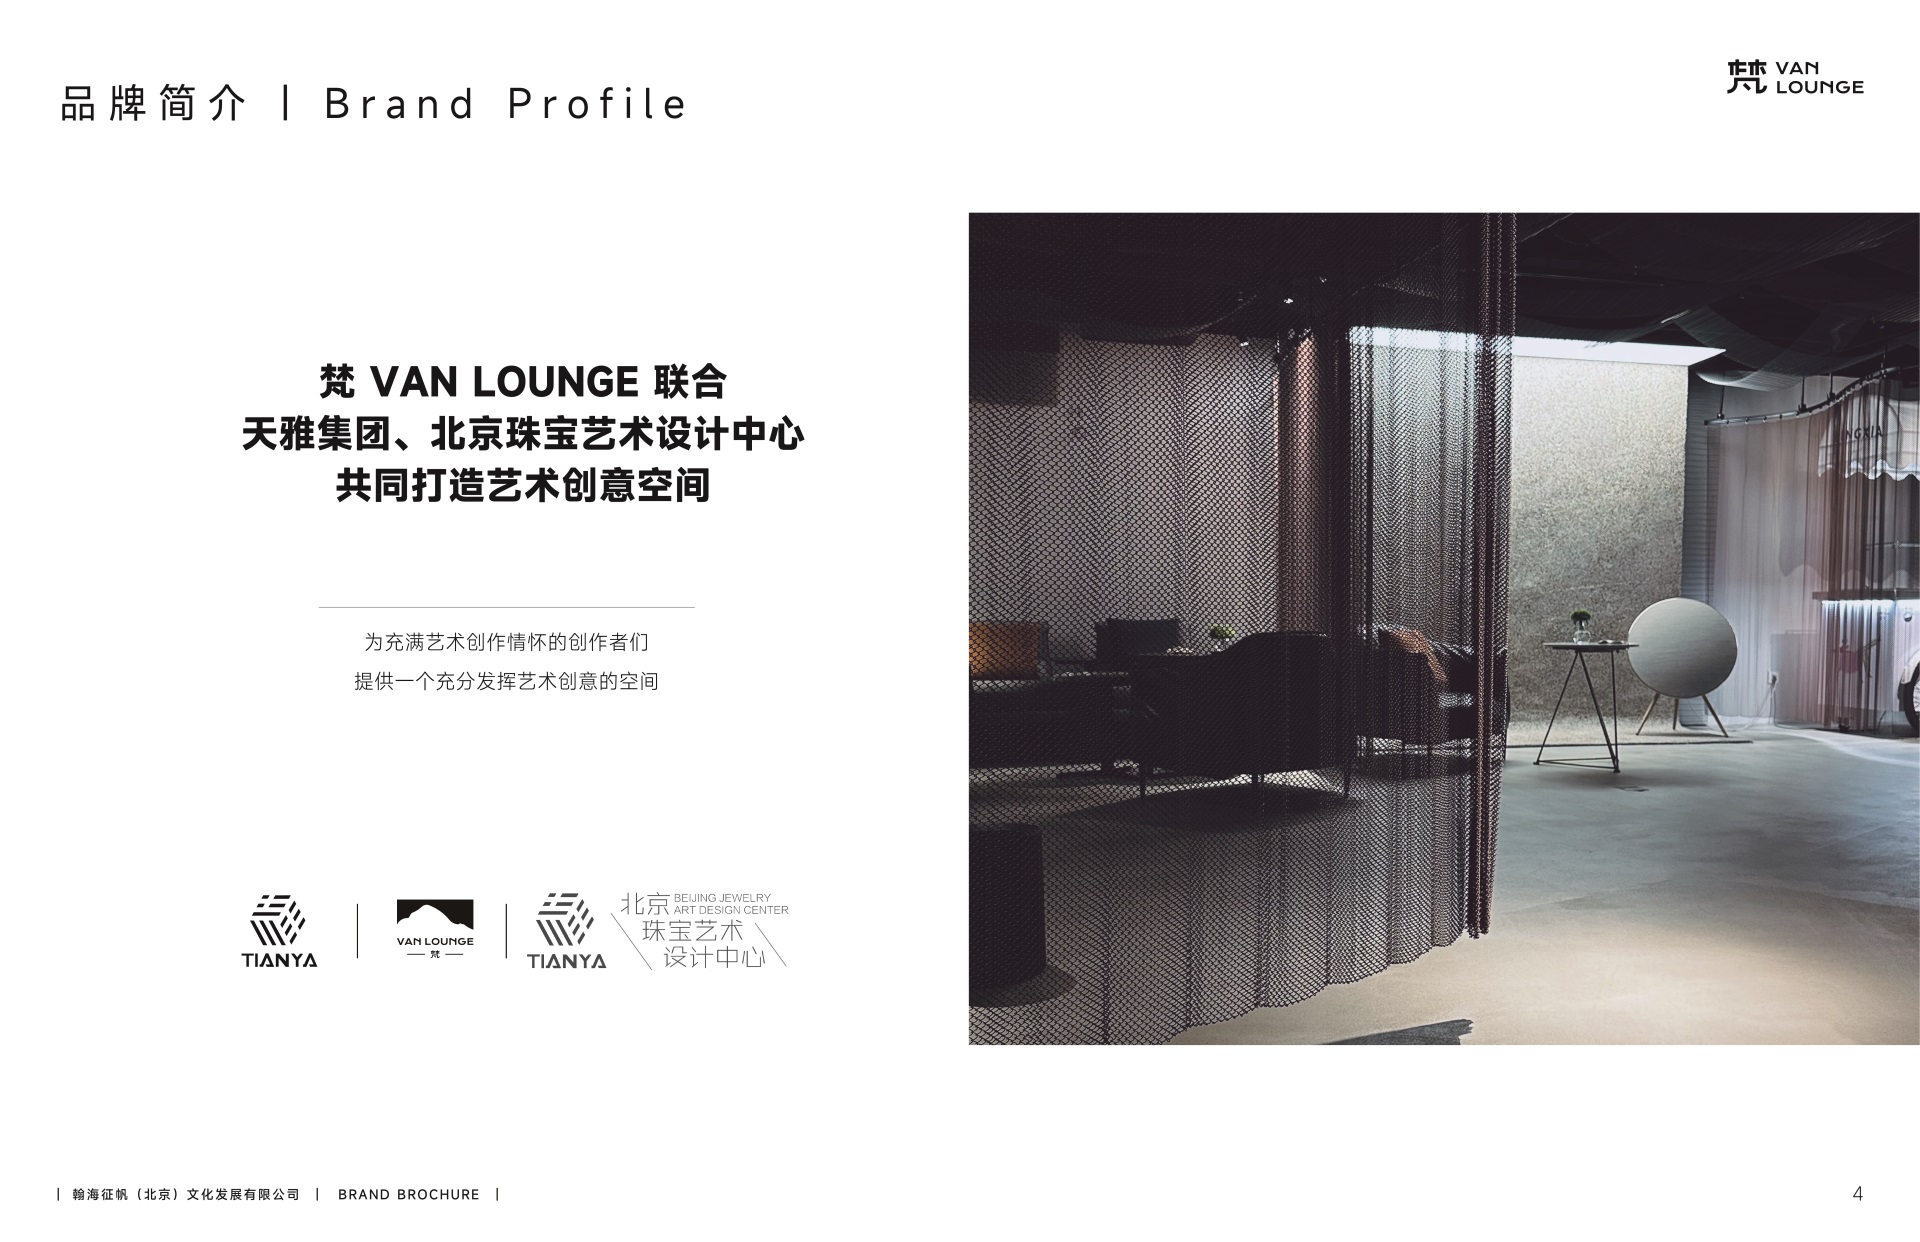 品牌简介 | Brand Profile
梵 VAN
LOUNGE
梵 VAN LOUNGE 联合
天雅集团、北京珠宝艺术设计中心
共同打造艺术创意空间
为充满艺术创作情怀的创作者们
提供一个充分发挥艺术创意的空间
TIANYA
VAN LOUNGE
梵
TIANYA
北京 BEIJING JEWELRY
ART DESIGN CENTER
珠宝艺术
设计中心
| 翰海征帆（北京）文化发展有限公司 | BRAND BROCHURE |
4